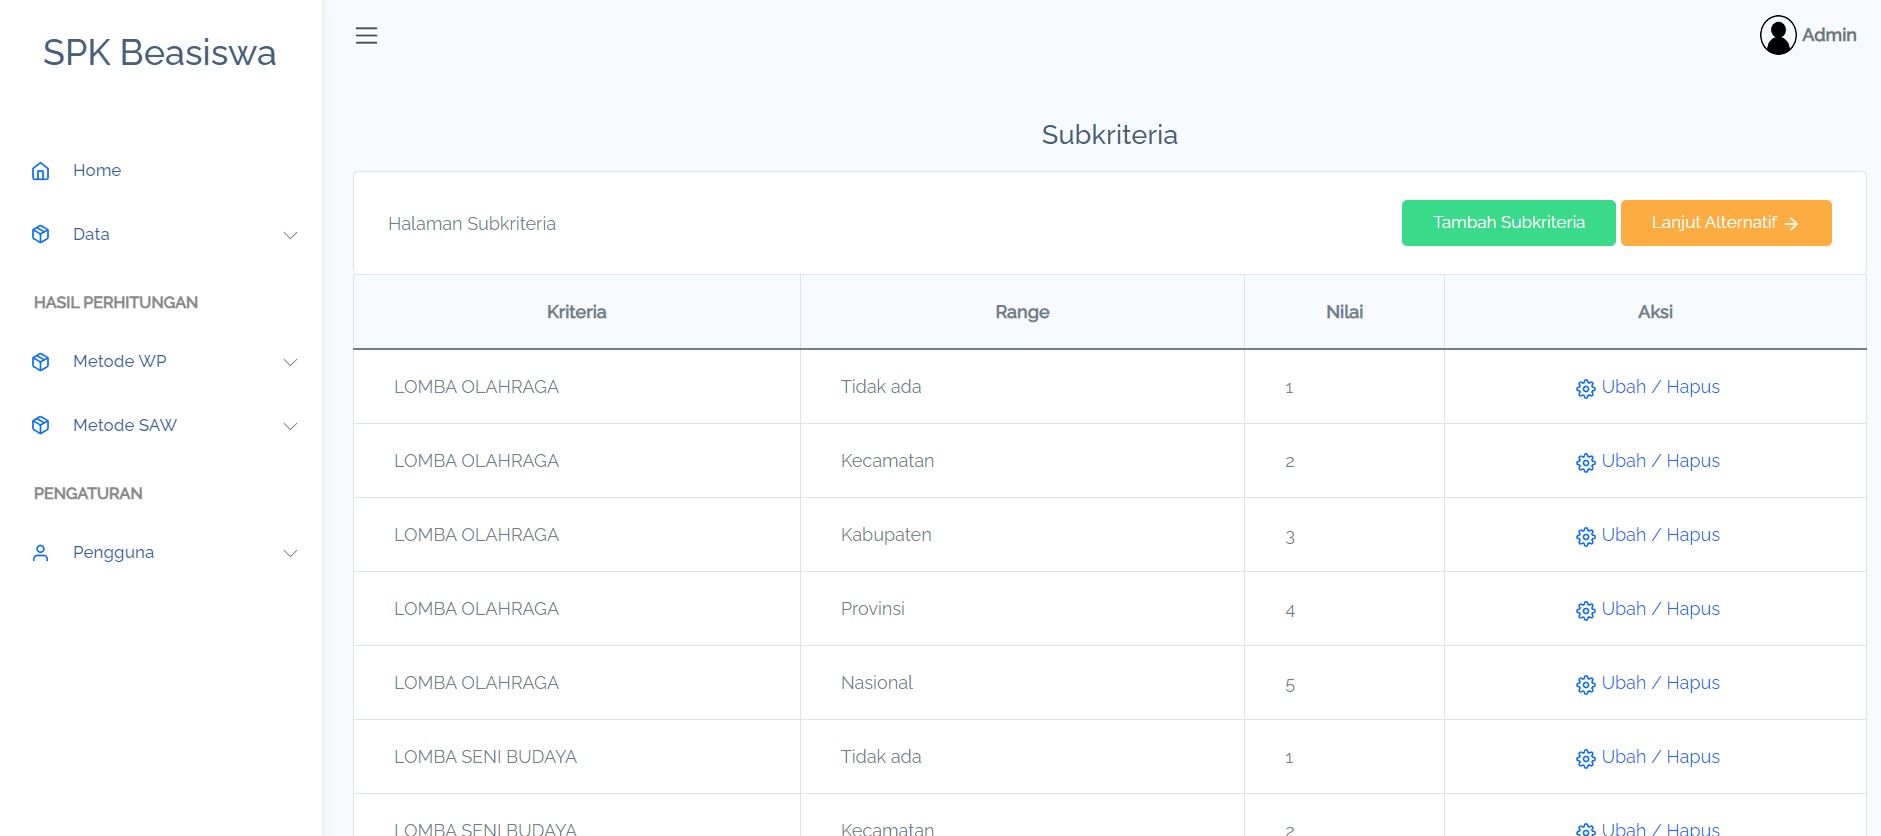 SPK Beasiswa
Home
Data
HASIL PERHITUNGAN
Metode WP
Metode SAW
PENGATURAN
Pengguna
Admin
Subkriteria
Halaman Subkriteria
Tambah Subkriteria
Lanjut Alternatif →
Kriteria Range Nilai Aksi
LOMBA OLAHRAGA Tidak ada 1 Ubah / Hapus
LOMBA OLAHRAGA Kecamatan 2 Ubah / Hapus
LOMBA OLAHRAGA Kabupaten 3 Ubah / Hapus
LOMBA OLAHRAGA Provinsi 4 Ubah / Hapus
LOMBA OLAHRAGA Nasional 5 Ubah / Hapus
LOMBA SENI BUDAYA Tidak ada 1 Ubah / Hapus
LOMBA SENI BUDAYA Kecamatan 2 Ubah / Hapus